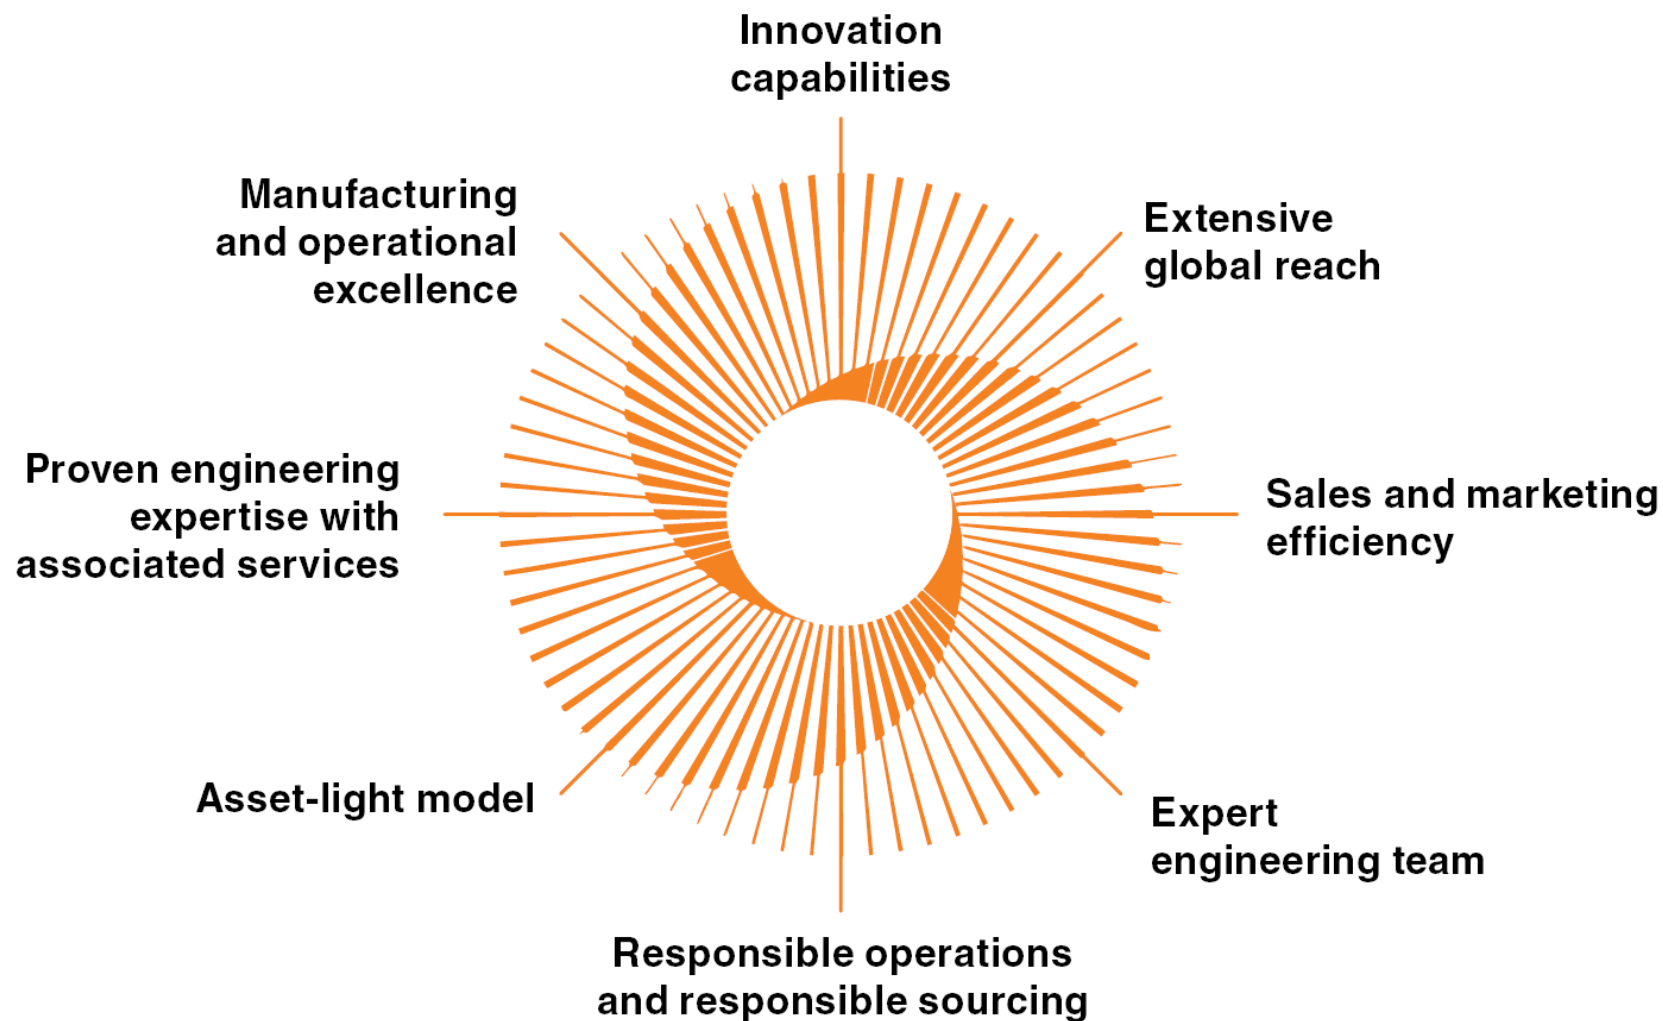 Innovation
capabilities
Extensive
global reach
Sales and marketing
efficiency
Expert
engineering team
Responsible operations
and responsible sourcing
Asset-light model
Proven engineering
expertise with
associated services
Manufacturing
and operational
excellence